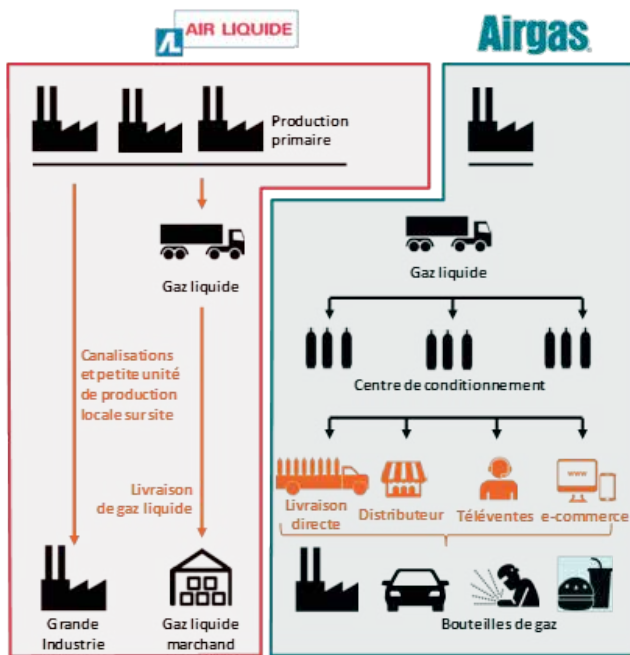 AL
AIR LIQUIDE
Airgas®
Production
primaire
Gaz liquide
Gaz liquide
Canalisations
et petite unité
de production
locale sur site
Centre de conditionnement
www
Livraison
de gaz liquide
Livraison
directe
Distributeur
Téléventes
e-commerce
Grande
Industrie
Gaz liquide
marchand
Bouteilles de gaz